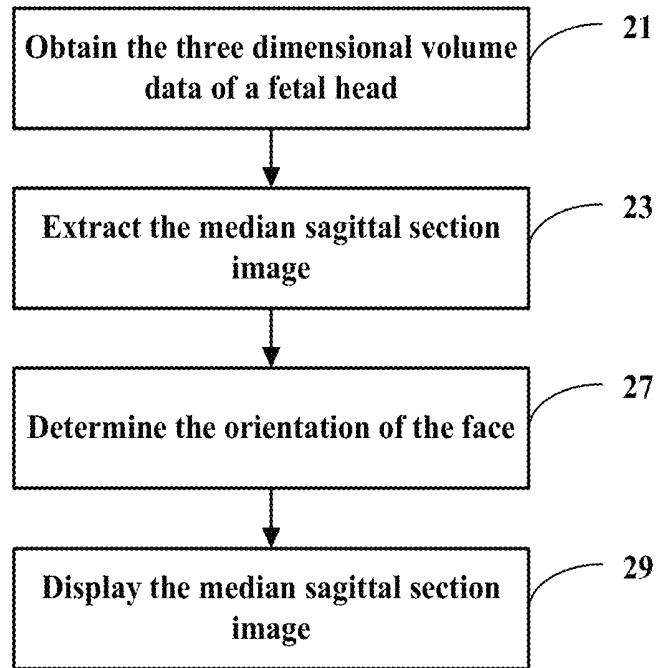 21
Obtain the three dimensional volume
data of a fetal head
23
Extract the median sagittal section
image
27
Determine the orientation of the face
29
Display the median sagittal section
image